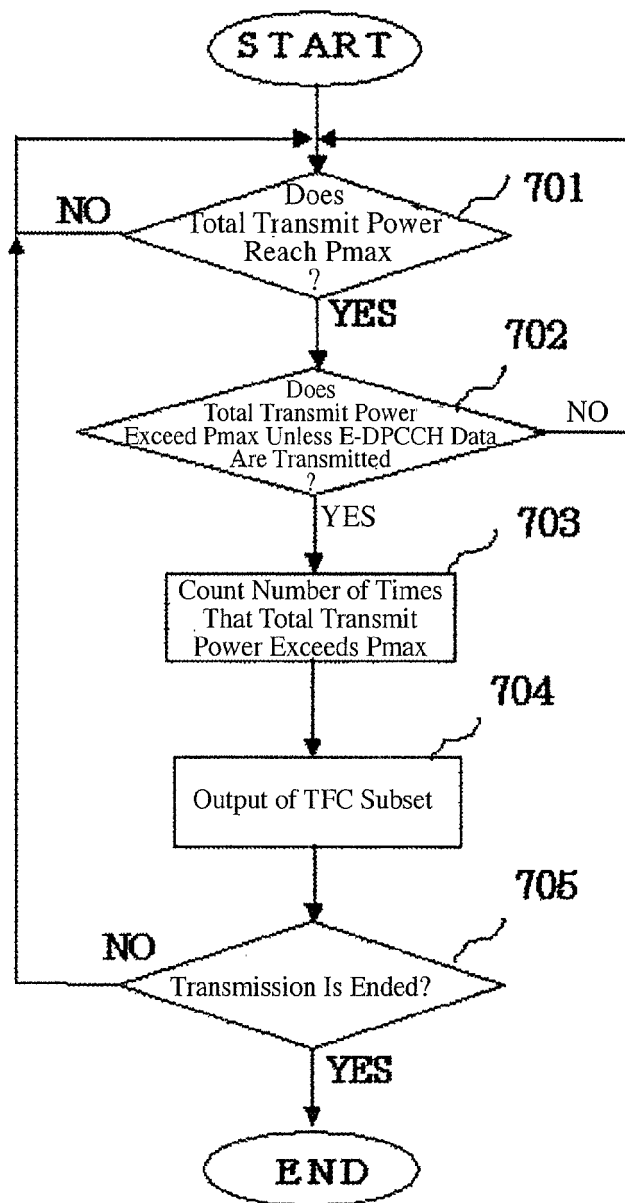 START
701
Does
Total Transmit Power
Reach Pmax
?
NO
YES
702
Does
Total Transmit Power
Exceed Pmax Unless E-DPCCH Data
Are Transmitted
?
NO
YES
703
Count Number of Times
That Total Transmit
Power Exceeds Pmax
704
Output of TFC Subset
705
NO
Transmission Is Ended?
YES
END